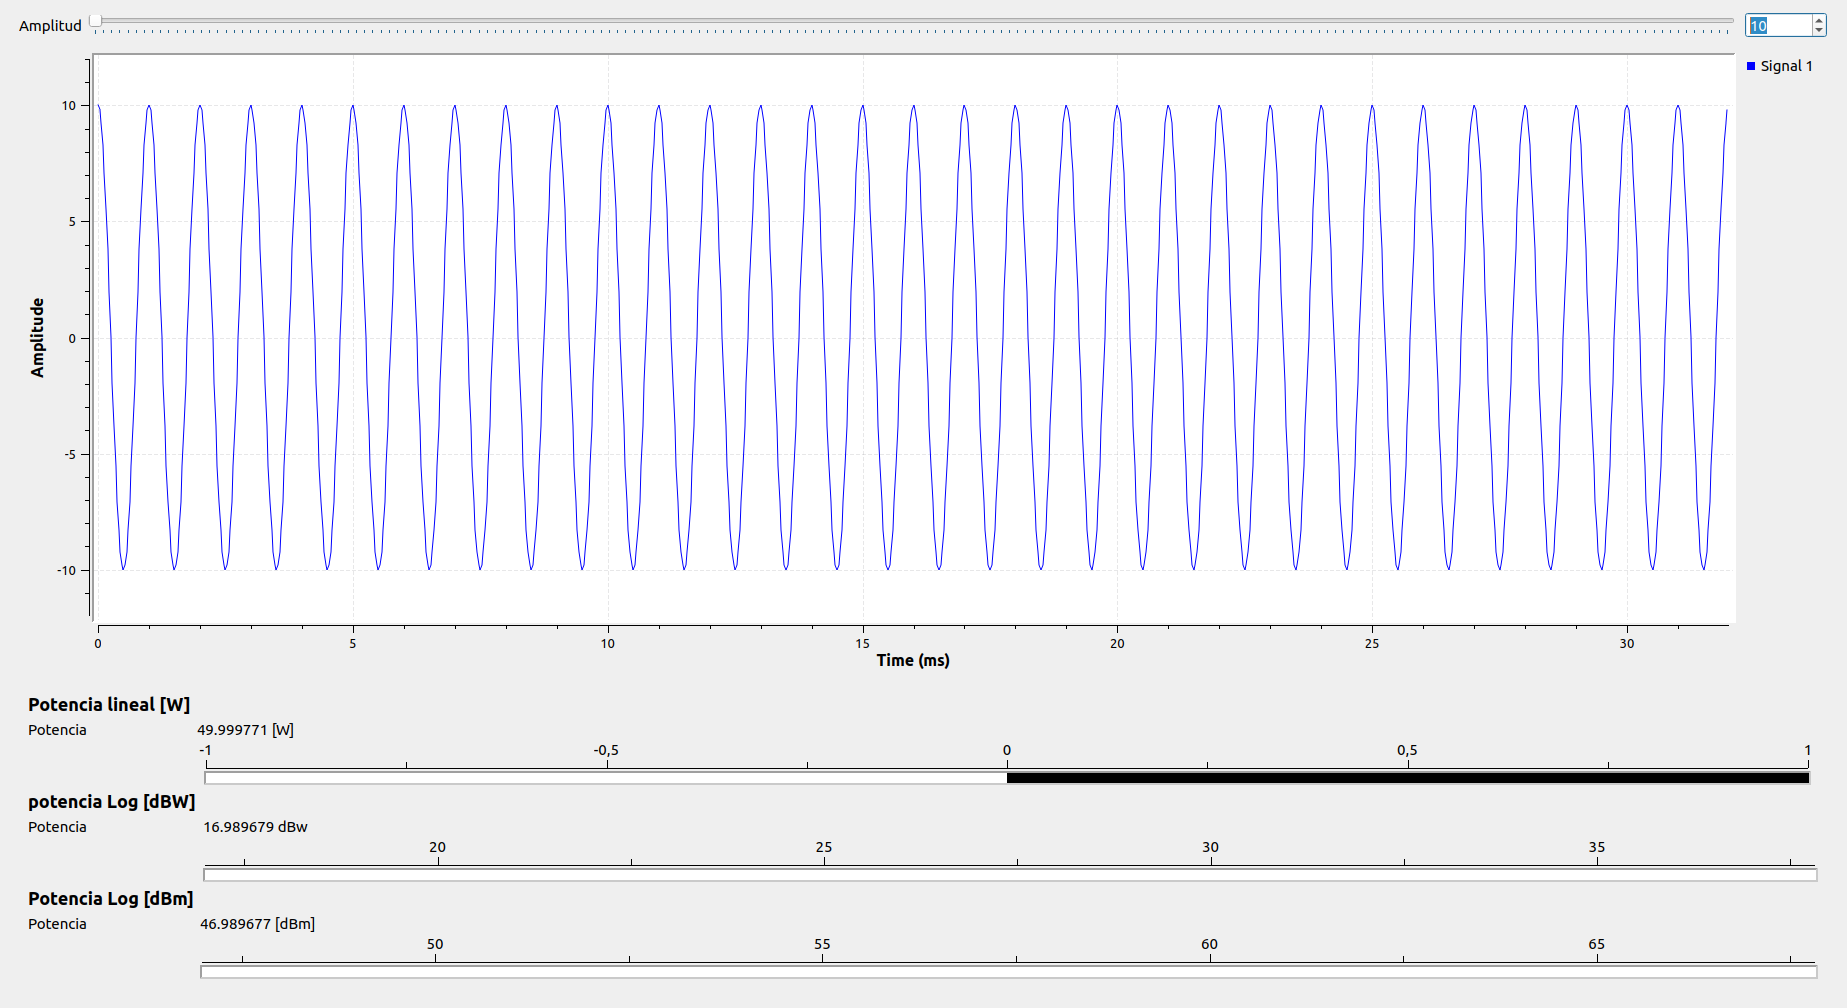 Amplitud 10
Signal 1
10
5
0
-5
-10
Amplitude
0 5 10 15 20 25 30
Time (ms)
Potencia lineal [W]
Potencia 49.999771 [W]
-1 -0,5 0 0,5 1
potencia Log [dBW]
Potencia 16.989679 dBw
20 25 30 35
Potencia Log [dBm]
Potencia 46.989677 [dBm]
50 55 60 65